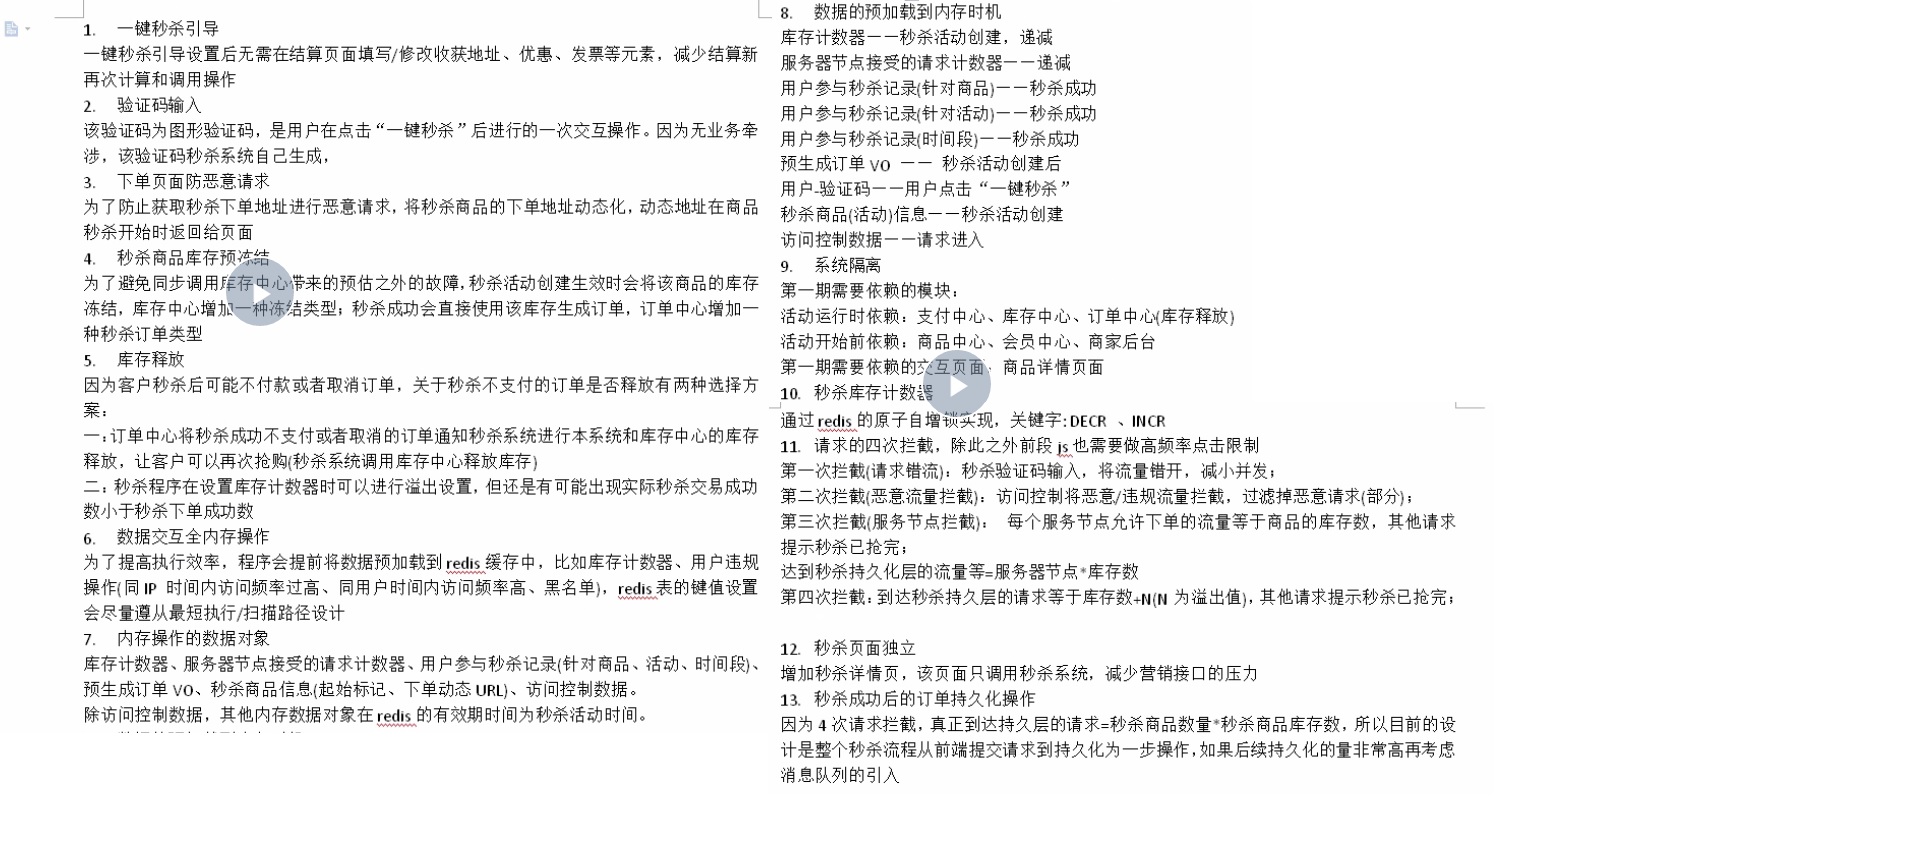 1. 一键秒杀引导
一键秒杀引导设置后无需在结算页面填写/修改收获地址、优惠、发票等元素，减少结算新
再次计算和调用操作
2. 验证码输入
该验证码为图形验证码，是用户在点击“一键秒杀”后进行的一次交互操作。因为无业务牵
涉，该验证码秒杀系统自己生成，
3. 下单页面防恶意请求
为了防止获取秒杀下单地址进行恶意请求，将秒杀商品的下单地址动态化，动态地址在商品
秒杀开始时返回给页面
4. 秒杀商品库存预冻结
为了避免同步调用库存中心带来的预估之外的故障，秒杀活动创建生效时会将该商品的库存
冻结，库存中心增加一种冻结类型；秒杀成功会直接使用该库存生成订单，订单中心增加一
种秒杀订单类型
5. 库存释放
因为客户秒杀后可能不付款或者取消订单，关于秒杀不支付的订单是否释放有两种选择方
案：
一：订单中心将秒杀成功不支付或者取消的订单通知秒杀系统进行本系统和库存中心的库存
释放，让客户可以再次抢购(秒杀系统调用库存中心释放库存)
二：秒杀程序在设置库存计数器时可以进行溢出设置，但还是有可能出现实际秒杀交易成功
数小于秒杀下单成功数
6. 数据交互全内存操作
为了提高执行效率，程序会提前将数据预加载到 redis 缓存中，比如库存计数器、用户违规
操作(同 IP 时间内访问频率过高、同用户时间内访问频率高、黑名单)，redis 表的键值设置
会尽量遵从最短执行/扫描路径设计
7. 内存操作的数据对象
库存计数器、服务器节点接受的请求计数器、用户参与秒杀记录(针对商品、活动、时间段)、
预生成订单 VO、秒杀商品信息(起始标记、下单动态 URL)、访问控制数据。
除访问控制数据，其他内存数据对象在 redis 的有效期时间为秒杀活动时间。
8. 数据的预加载到内存时机
库存计数器——秒杀活动创建，递减
服务器节点接受的请求计数器——递减
用户参与秒杀记录(针对商品)——秒杀成功
用户参与秒杀记录(针对活动)——秒杀成功
用户参与秒杀记录(时间段)——秒杀成功
预生成订单 VO —— 秒杀活动创建后
用户-验证码——用户点击“一键秒杀”
秒杀商品(活动)信息——秒杀活动创建
访问控制数据——请求进入
9. 系统隔离
第一期需要依赖的模块：
活动运行时依赖：支付中心、库存中心、订单中心(库存释放)
活动开始前依赖：商品中心、会员中心、商家后台
第一期需要依赖的交互页面：商品详情页面
10. 秒杀库存计数器
通过 redis 的原子自增锁实现，关键字：DECR 、INCR
11. 请求的四次拦截，除此之外前段 js 也需要做高频率点击限制
第一次拦截(请求错流)：秒杀验证码输入，将流量错开，减小并发；
第二次拦截(恶意流量拦截)：访问控制将恶意/违规流量拦截，过滤掉恶意请求(部分)；
第三次拦截(服务节点拦截)： 每个服务节点允许下单的流量等于商品的库存数，其他请求
提示秒杀已抢完；
达到秒杀持久化层的流量等=服务器节点*库存数
第四次拦截：到达秒杀持久层的请求等于库存数+N(N 为溢出值)，其他请求提示秒杀已抢完；
12. 秒杀页面独立
增加秒杀详情页，该页面只调用秒杀系统，减少营销接口的压力
13. 秒杀成功后的订单持久化操作
因为 4 次请求拦截，真正到达持久层的请求=秒杀商品数量*秒杀商品库存数，所以目前的设
计是整个秒杀流程从前端提交请求到持久化为一步操作，如果后续持久化的量非常高再考虑
消息队列的引入